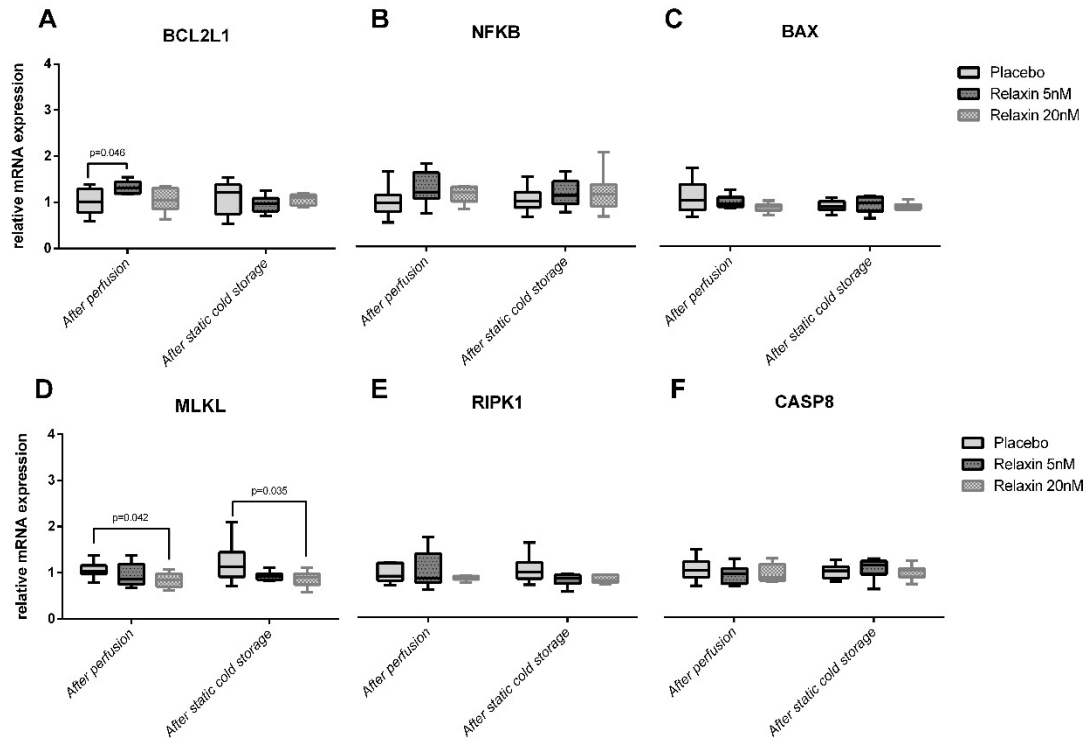 A
BCL2L1
B
NFKB
C
BAX
relative mRNA expression
4
3
2
1
0
p=0.046
After perfusion
After static cold storage
After perfusion
After static cold storage
After perfusion
After static cold storage
Placebo
Relaxin 5nM
Relaxin 20nM
D
MLKL
E
RIPK1
F
CASP8
relative mRNA expression
4
3
2
1
0
p=0.042
p=0.035
After perfusion
After static cold storage
After perfusion
After static cold storage
After perfusion
After static cold storage
Placebo
Relaxin 5nM
Relaxin 20nM